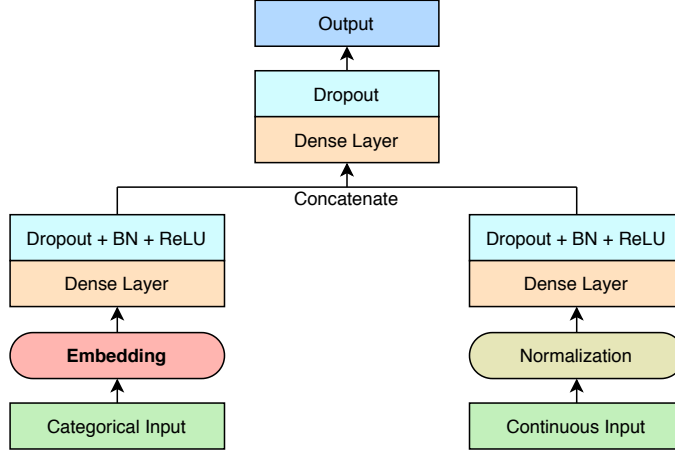 Output
Dropout
Dense Layer
Concatenate
Dropout + BN + ReLU
Dense Layer
Embedding
Categorical Input
Dropout + BN + ReLU
Dense Layer
Normalization
Continuous Input